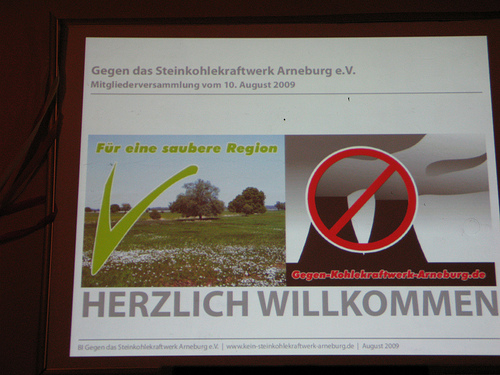 Gegen das Steinkohlekraftwerk Arneburg e.V.
Mitgliederversammlung vom 10. August 2009
Für eine saubere Region
Gegen-Kohlekraftwerk-Arneburg.de
HERZLICH WILLKOMMEN
BI Gegen das Steinkohlekraftwerk Arneburg e.V. | www.kein-steinkohlekraftwerk-arneburg.de | August 2009